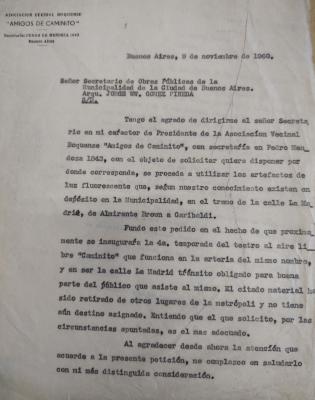 ASOCIACION VECINAL BOQUENSE
"AMIGOS DE CAMINITO"
Secretaría: PEDRO DE MENDOZA 1843
Buenos Aires
Buenos Aires, 9 de noviembre de 1960.
Señor Secretario de Obras Públicas de la
Municipalidad de la Ciudad de Buenos Aires.
Arqu. JORGE GOMEZ PINEDA
S/D.
Tengo el agrado de dirigirme al señor Secreta
rio en mi carácter de Presidente de la Asociación Vecinal
Boquense "Amigos de Caminito", con secretaría en Pedro Men
doza 1843, con el objeto de solicitar quiera disponer por
donde corresponda, se proceda a utilizar los artefactos de
luz fluorescente que, según nuestro conocimiento existen en
depósito en la Municipalidad, en el tramo de la calle La Ma
drid, de Almirante Brown a Garibaldi.
Fundo este pedido en el hecho de que próxima
mente se inaugurará la 4a. temporada del teatro al aire li
bre "Caminito" que funciona en la arteria del mismo nombre,
y en ser la calle La Madrid tránsito obligado para buena
parte del público que asiste al mismo. El citado material ha
sido retirado de otros lugares de la metrópoli y no tiene
aún destino asignado. Entiendo que el que solicito, por las
circunstancias apuntadas, es el mas adecuado.
Al agradecer desde ahora la atención que
acuerde a la presente petición, me complazco en saludarlo
con mi más distinguida consideración.